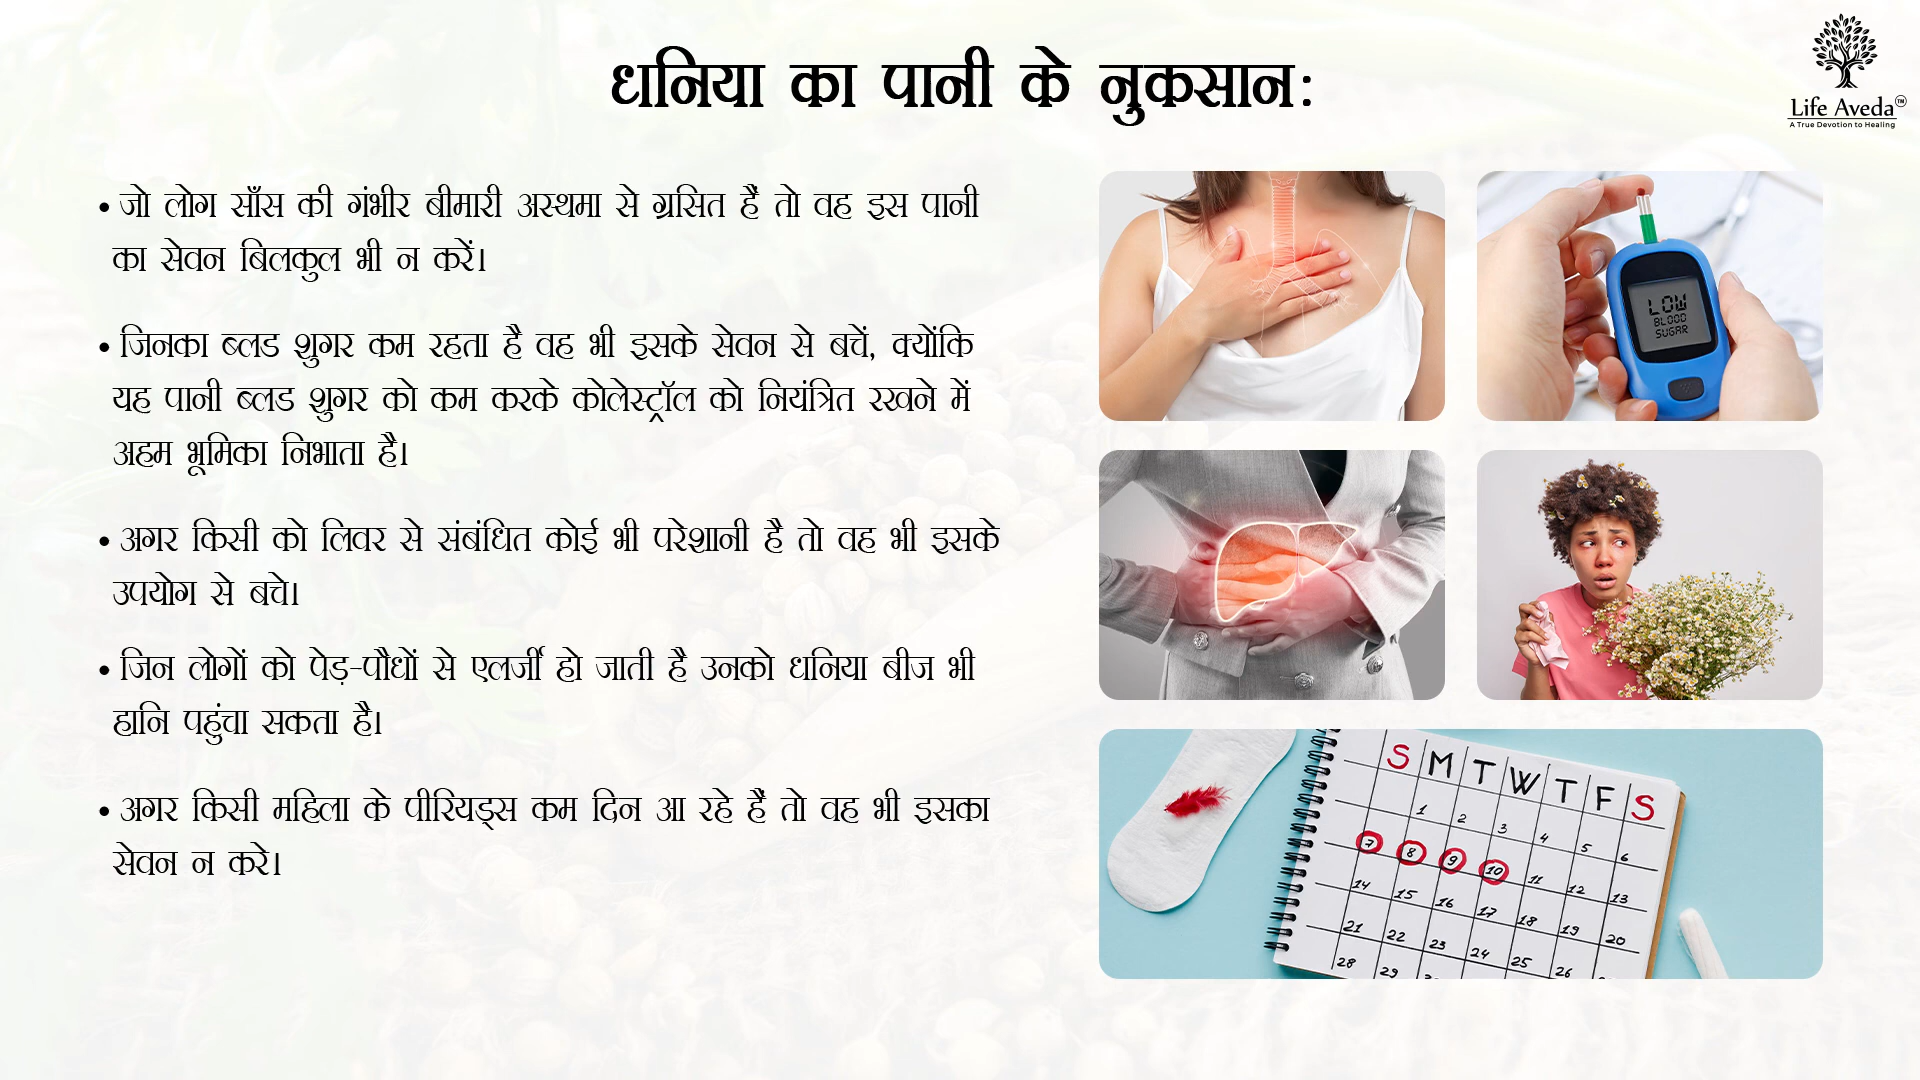 धनिया का पानी के नुकसान:
Life Aveda™
A True Devotion to Healing
• जो लोग साँस की गंभीर बीमारी अस्थमा से ग्रसित हैं तो वह इस पानी
का सेवन बिलकुल भी न करें।
• जिनका ब्लड शुगर कम रहता है वह भी इसके सेवन से बचें, क्योंकि
यह पानी ब्लड शुगर को कम करके कोलेस्ट्रॉल को नियंत्रित रखने में
अहम भूमिका निभाता है।
• अगर किसी को लिवर से संबंधित कोई भी परेशानी है तो वह भी इसके
उपयोग से बचे।
• जिन लोगों को पेड़-पौधों से एलर्जी हो जाती है उनको धनिया बीज भी
हानि पहुंचा सकता है।
• अगर किसी महिला के पीरियड्स कम दिन आ रहे हैं तो वह भी इसका
सेवन न करे।
LOW
BLOOD
SUGAR
S M T W T F S
1 2 3 4 5 6
7 8 9 10 11 12 13
14 15 16 17 18 19 20
21 22 23 24 25 26
28 29